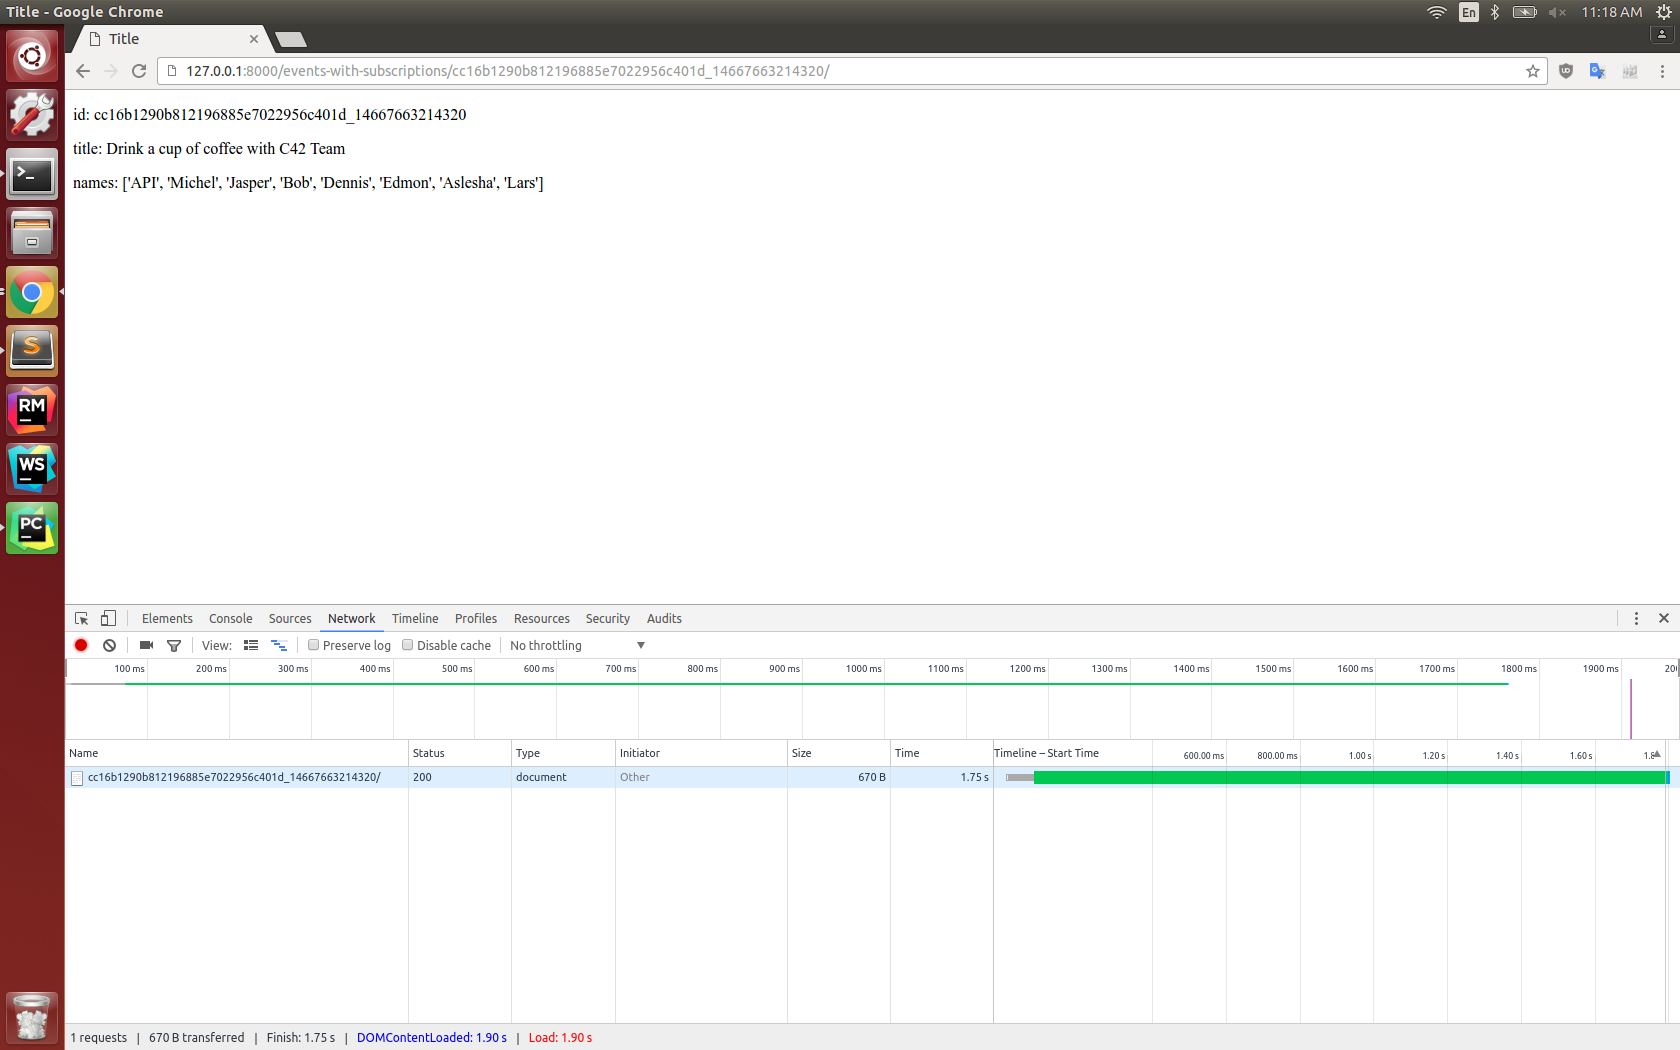 Title - Google Chrome
En
11:18 AM
Title
127.0.0.1:8000/events-with-subscriptions/cc16b1290b812196885e7022956c401d_14667663214320/
id: cc16b1290b812196885e7022956c401d_14667663214320
title: Drink a cup of coffee with C42 Team
names: ['API', 'Michel', 'Jasper', 'Bob', 'Dennis', 'Edmon', 'Aslesha', 'Lars']
S
RM
WS
PC
Elements Console Sources Network Timeline Profiles Resources Security Audits
View: Preserve log Disable cache No throttling
100 ms 200 ms 300 ms 400 ms 500 ms 600 ms 700 ms 800 ms 900 ms 1000 ms 1100 ms 1200 ms 1300 ms 1400 ms 1500 ms 1600 ms 1700 ms 1800 ms 1900 ms
Name Status Type Initiator Size Time Timeline – Start Time 600.00 ms 800.00 ms 1.00 s 1.20 s 1.40 s 1.60 s
cc16b1290b812196885e7022956c401d_14667663214320/ 200 document Other 670 B 1.75 s
1 requests | 670 B transferred | Finish: 1.75 s | DOMContentLoaded: 1.90 s | Load: 1.90 s